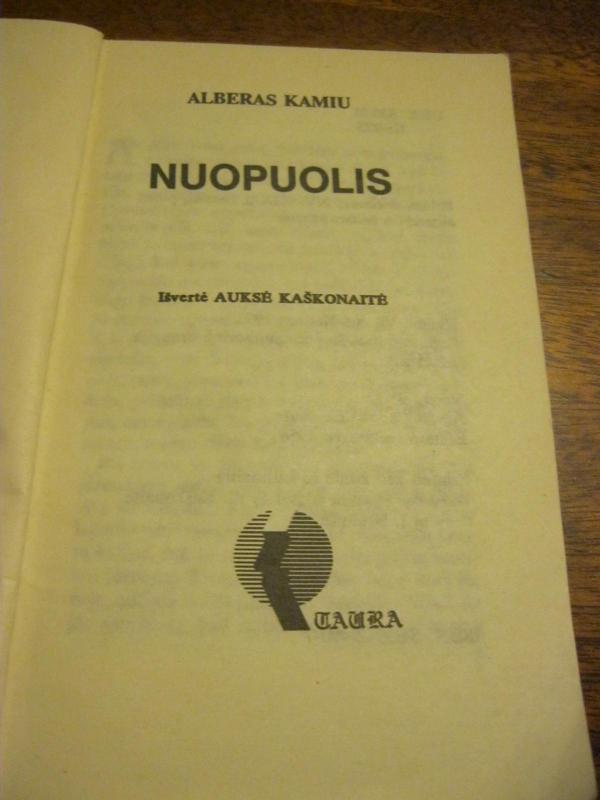 ALBERAS KAMIU
NUOPUOLIS
Išvertė AUKSĖ KAŠKONAITĖ
TAURA